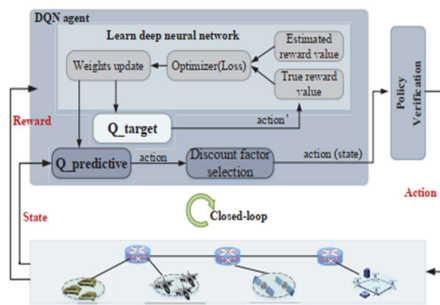 DQN agent
Learn deep neural network
Estimated
reward value
Weights update
Optimizer(Loss)
True reward
value
Reward
Q_target
action'
Q_predictive
action
Discount factor
selection
action (state)
Policy
Verification
Action
State
Closed-loop